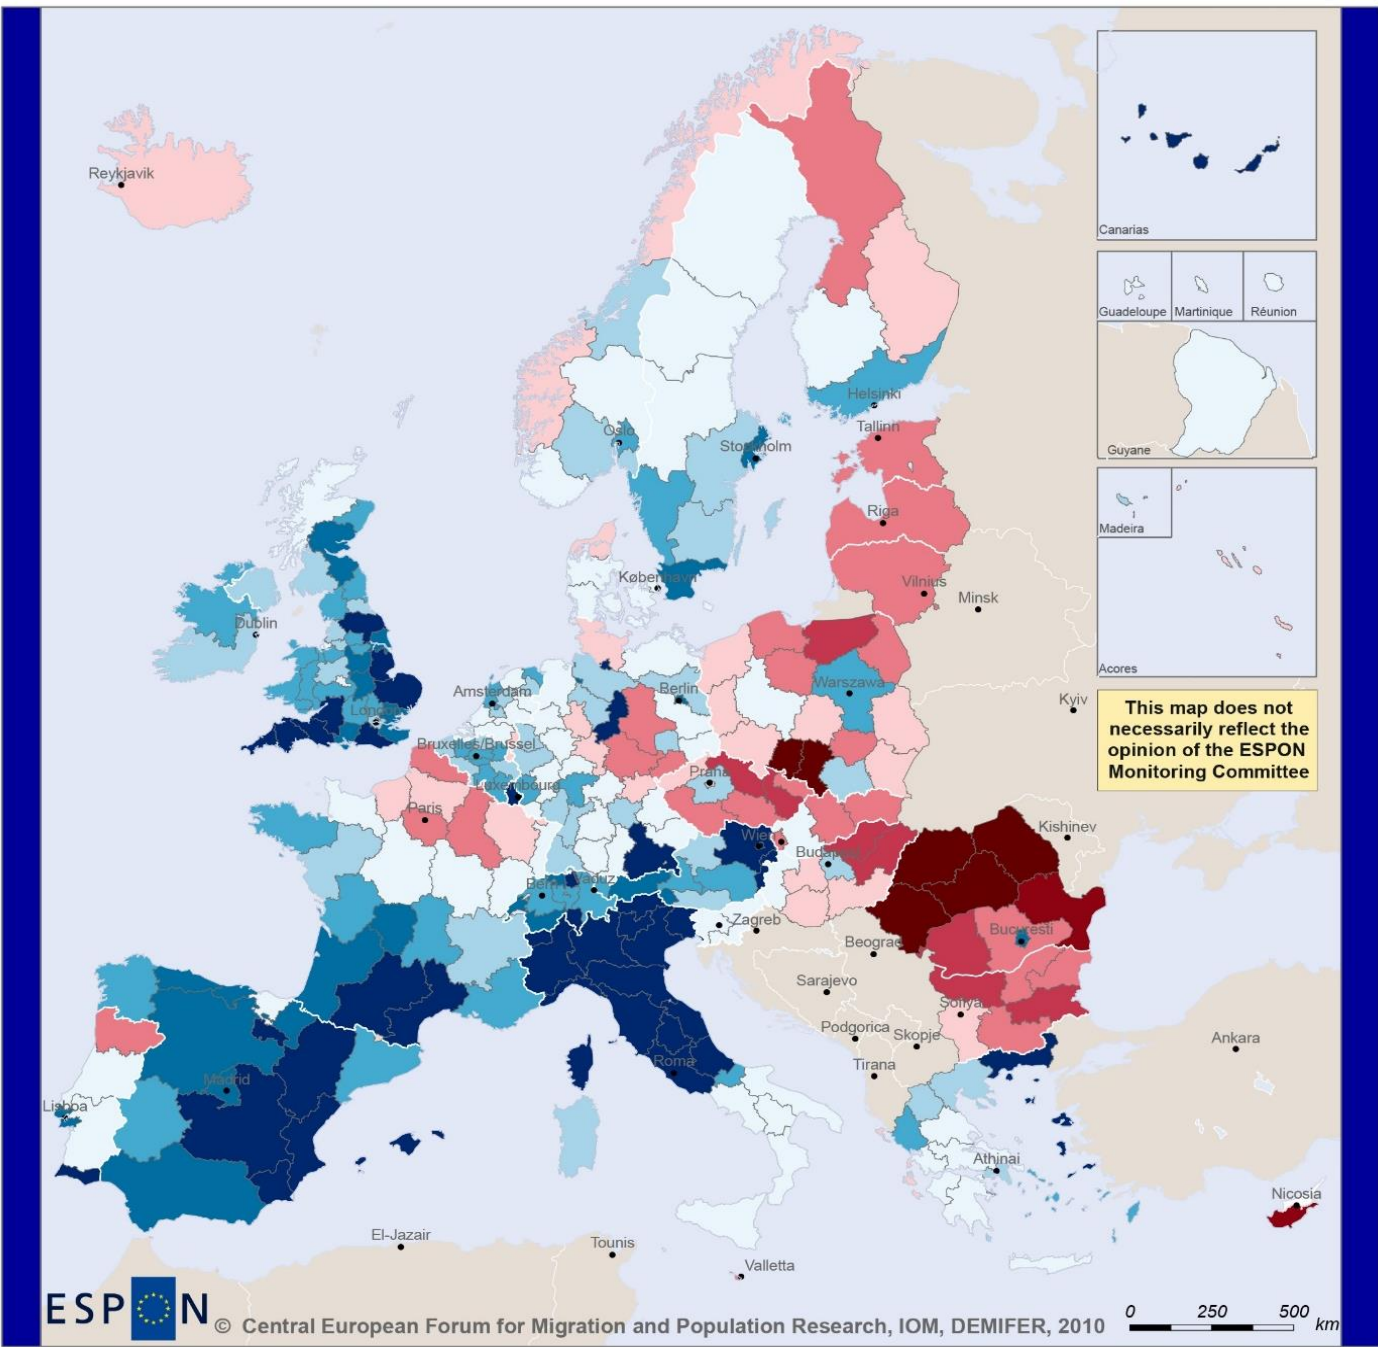 Reykjavik
Canarias
Guadeloupe
Martinique
Réunion
Helsinki
Oslo
Tallinn
Stockholm
Guyane
Riga
Madeira
København
Vilnius
Minsk
Dublin
Acores
Warszawa
Amsterdam
Berlin
Kyiv
London
This map does not
necessarily reflect the
opinion of the ESPON
Monitoring Committee
Bruxelles/Brussel
Praha
Luxembourg
Paris
Kishinev
Wien
Budapest
Bern
Vaduz
Zagreb
Bucuresti
Beograd
Sarajevo
Sofiya
Podgorica
Skopje
Ankara
Roma
Tirana
Madrid
Lisboa
Athinai
Nicosia
El-Jazair
Tounis
Valletta
ESPON
© Central European Forum for Migration and Population Research, IOM, DEMIFER, 2010
0 250 500
km